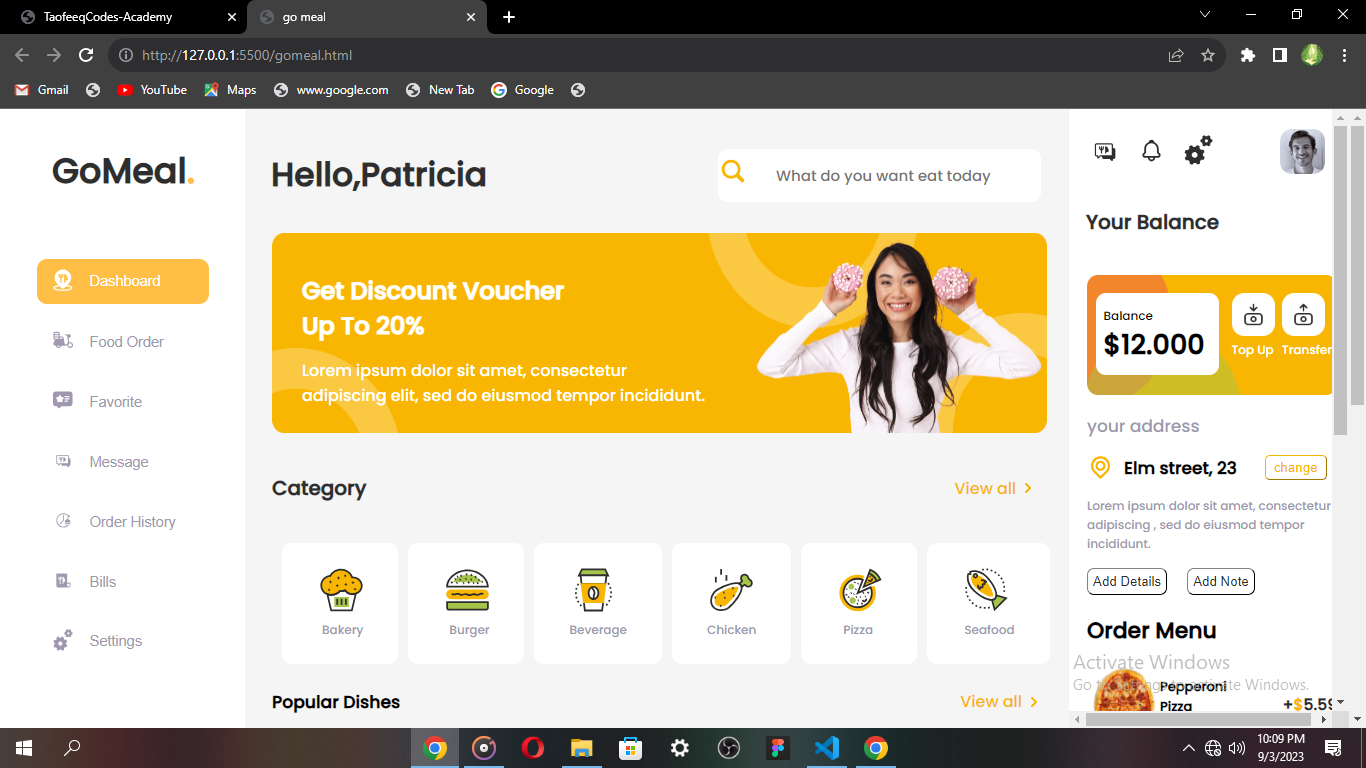 TaofeeqCodes-Academy
go meal
http://127.0.0.1:5500/gomeal.html
Gmail
YouTube
Maps
www.google.com
New Tab
Google
GoMeal.
Dashboard
Food Order
Favorite
Message
Order History
Bills
Settings
Hello,Patricia
What do you want eat today
Get Discount Voucher
Up To 20%
Lorem ipsum dolor sit amet, consectetur
adipiscing elit, sed do eiusmod tempor incididunt.
Category
View all
Bakery
Burger
Beverage
Chicken
Pizza
Seafood
Popular Dishes
View all
Your Balance
Balance
$12.000
Top Up
Transfer
your address
Elm street, 23
change
Lorem ipsum dolor sit amet, consectetur
adipiscing , sed do eiusmod tempor
incididunt.
Add Details
Add Note
Order Menu
Activate Windows
Go to Settings to activate Windows.
Pepperoni
Pizza
+$5.59
10:09 PM
9/3/2023